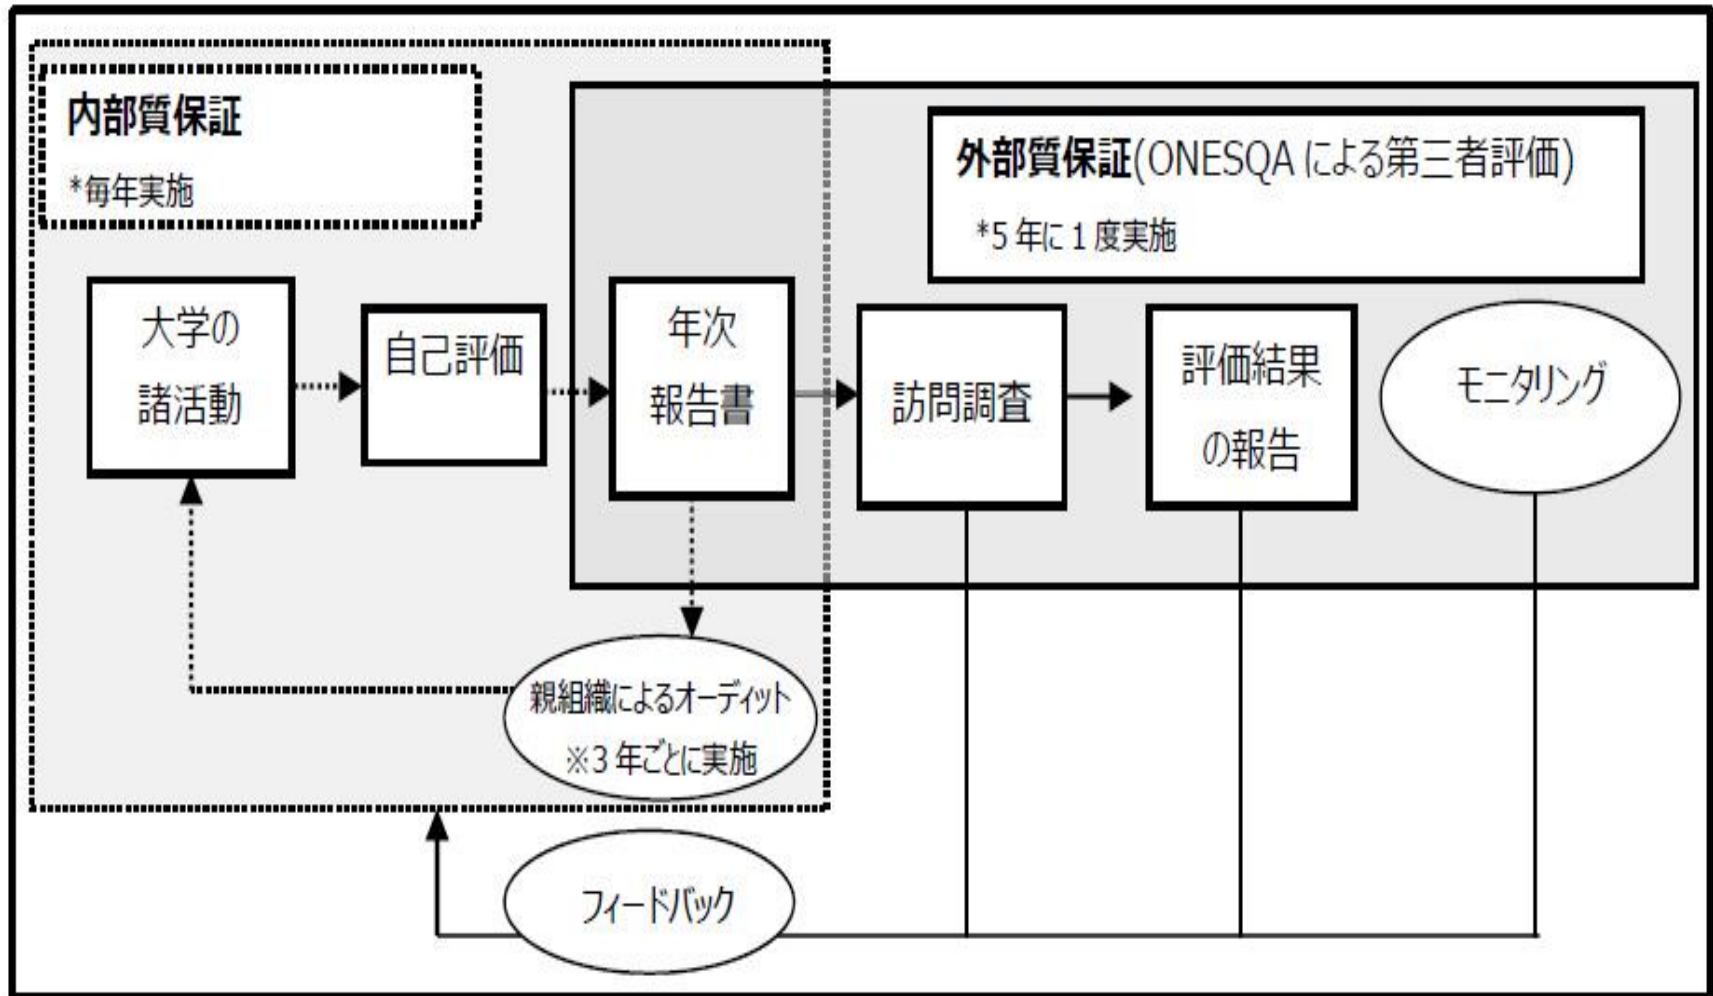 内部質保証
*毎年実施
外部質保証(ONESQA による第三者評価)
*5 年に 1 度実施
大学の
諸活動
自己評価
年次
報告書
訪問調査
評価結果
の報告
モニタリング
親組織によるオーディット
※3 年ごとに実施
フィードバック